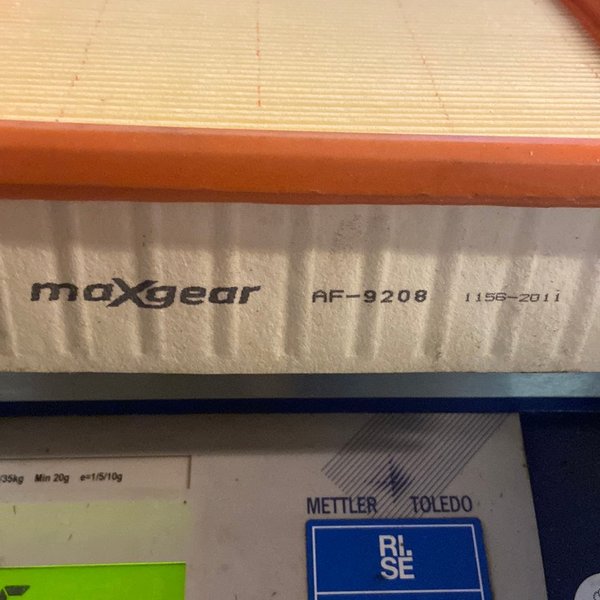 maxgear AF-9208 1156-2011
/35kg Min 20g e=1/5/10g
METTLER TOLEDO
RI.
SE